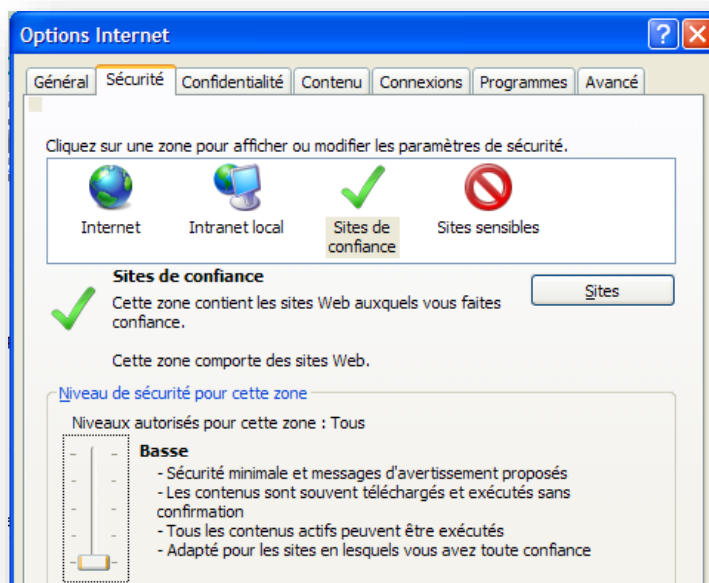 Options Internet
Général Sécurité Confidentialité Contenu Connexions Programmes Avancé
Cliquez sur une zone pour afficher ou modifier les paramètres de sécurité.
Internet Intranet local Sites de confiance Sites sensibles
Sites de confiance
Cette zone contient les sites Web auxquels vous faites
confiance.
Sites
Cette zone comporte des sites Web.
Niveau de sécurité pour cette zone
Niveaux autorisés pour cette zone : Tous
Basse
- Sécurité minimale et messages d'avertissement proposés
- Les contenus sont souvent téléchargés et exécutés sans
confirmation
- Tous les contenus actifs peuvent être exécutés
- Adapté pour les sites en lesquels vous avez toute confiance